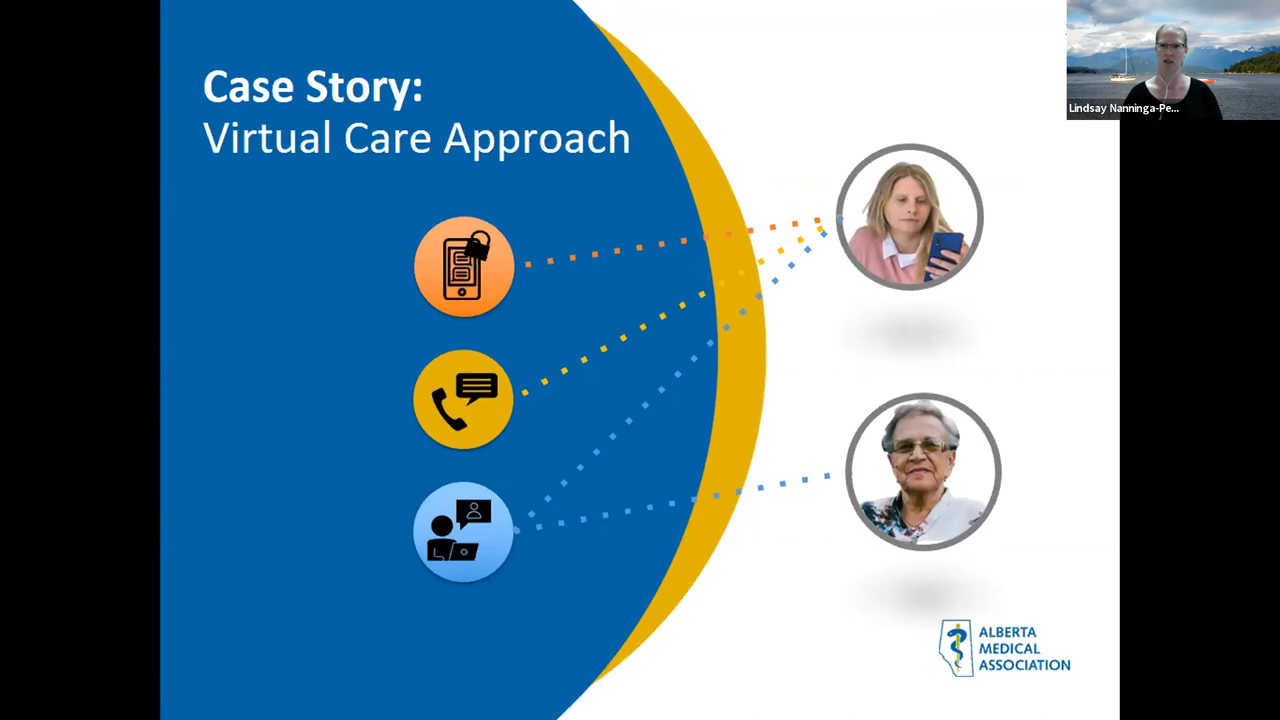 Case Story:
Virtual Care Approach
Lindsay Nanninga-Pe...
ALBERTA
MEDICAL
ASSOCIATION